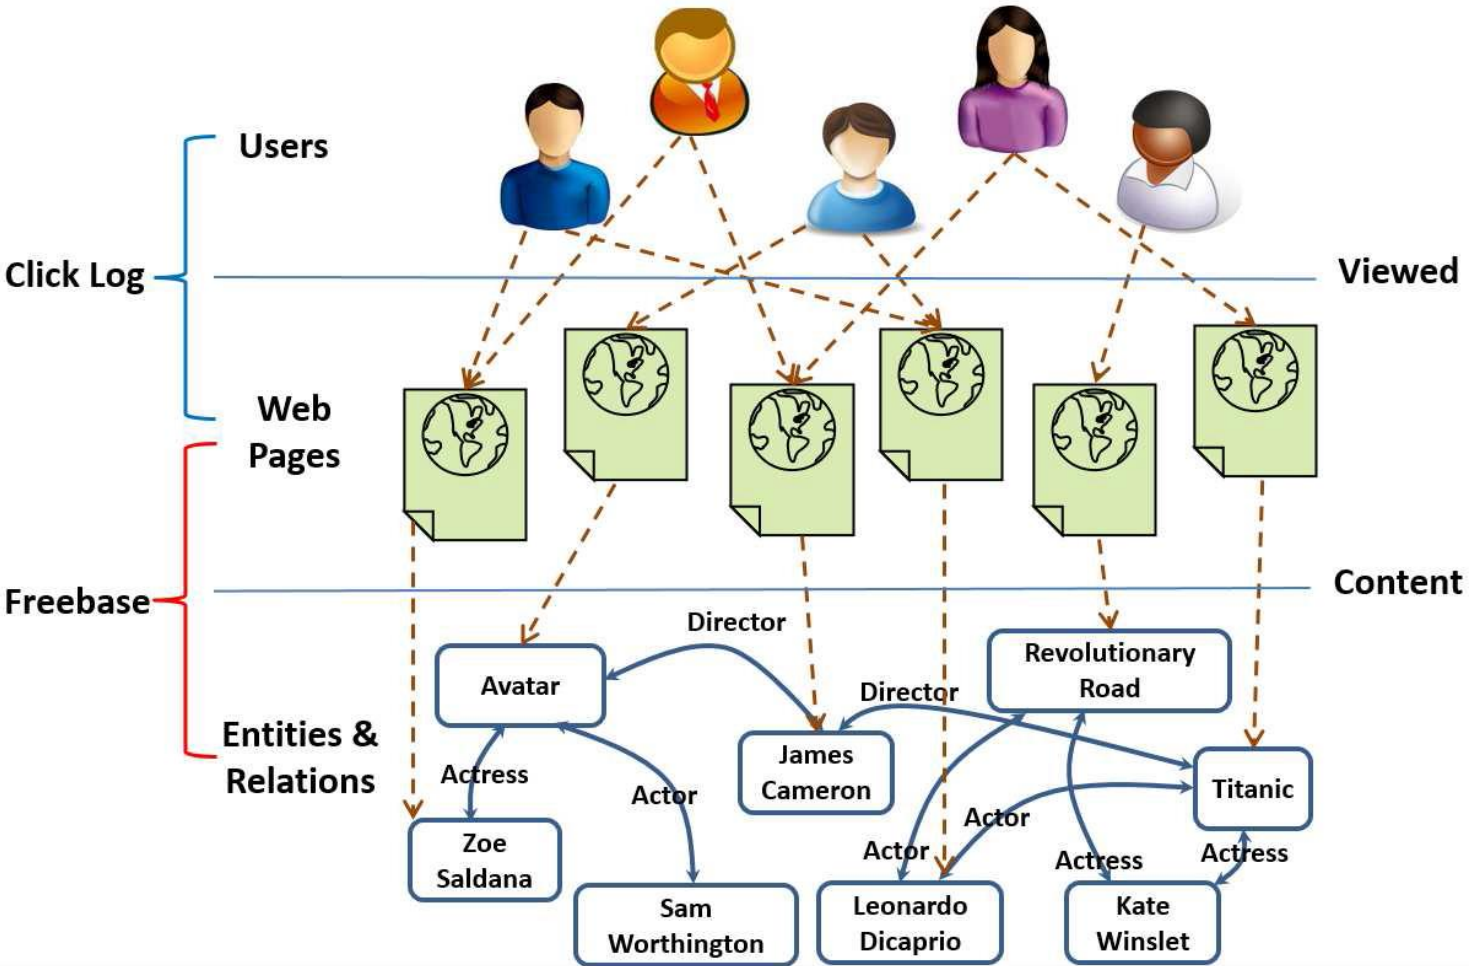 Users
Click Log
Viewed
Web
Pages
Freebase
Content
Director
Avatar
Revolutionary
Road
Director
Entities &
Relations
James
Cameron
Actress
Actor
Titanic
Actor
Zoe
Saldana
Actor
Actress
Actress
Sam
Worthington
Leonardo
Dicaprio
Kate
Winslet